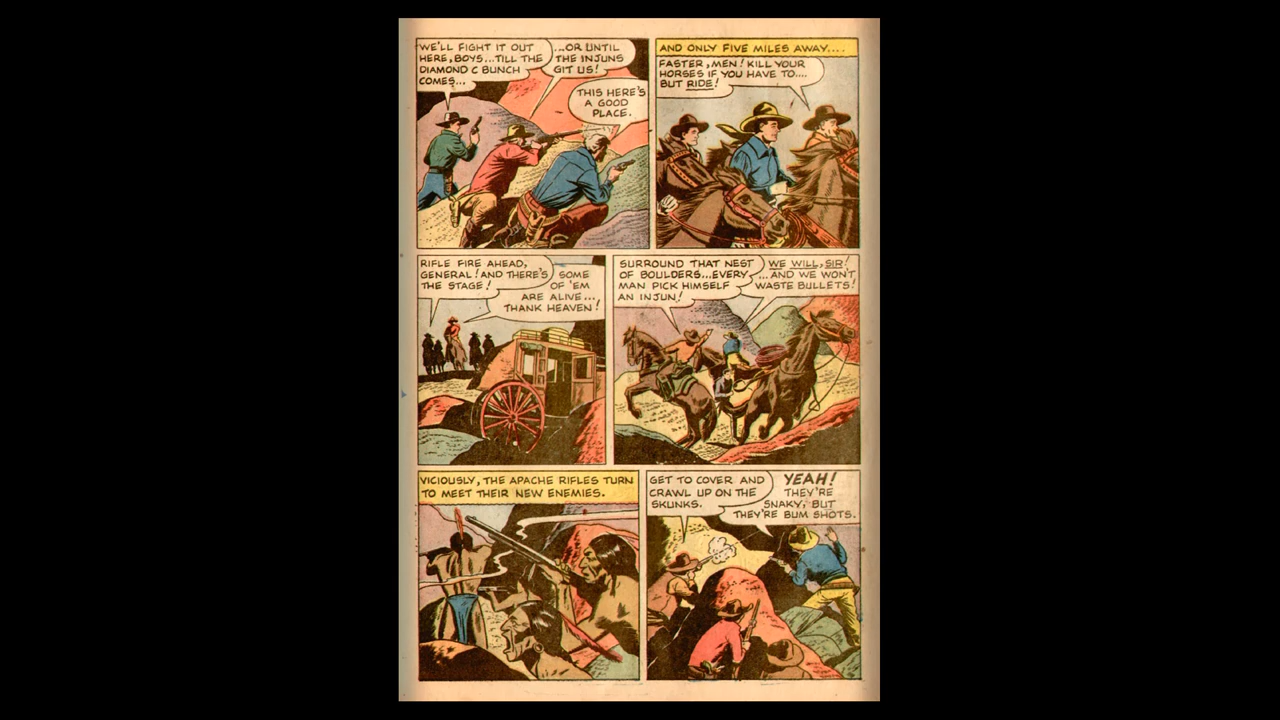 WE'LL FIGHT IT OUT
HERE, BOYS...TILL THE
DIAMOND C BUNCH
COMES...
...OR UNTIL
THE INJUNS
GIT US!
THIS HERE'S
A GOOD
PLACE.
AND ONLY FIVE MILES AWAY....
FASTER, MEN! KILL YOUR
HORSES IF YOU HAVE TO....
BUT RIDE!
RIFLE FIRE AHEAD,
GENERAL! AND THERE'S
THE STAGE!
SOME
OF 'EM
ARE ALIVE...
THANK HEAVEN!
SURROUND THAT NEST
OF BOULDERS...EVERY
MAN PICK HIMSELF
AN INJUN!
WE WILL, SIR!
...AND WE WON'T
WASTE BULLETS!
VICIOUSLY, THE APACHE RIFLES TURN
TO MEET THEIR NEW ENEMIES.
GET TO COVER AND
CRAWL UP ON THE
SKUNKS.
YEAH!
THEY'RE
SNAKY, BUT
THEY'RE BUM SHOTS.